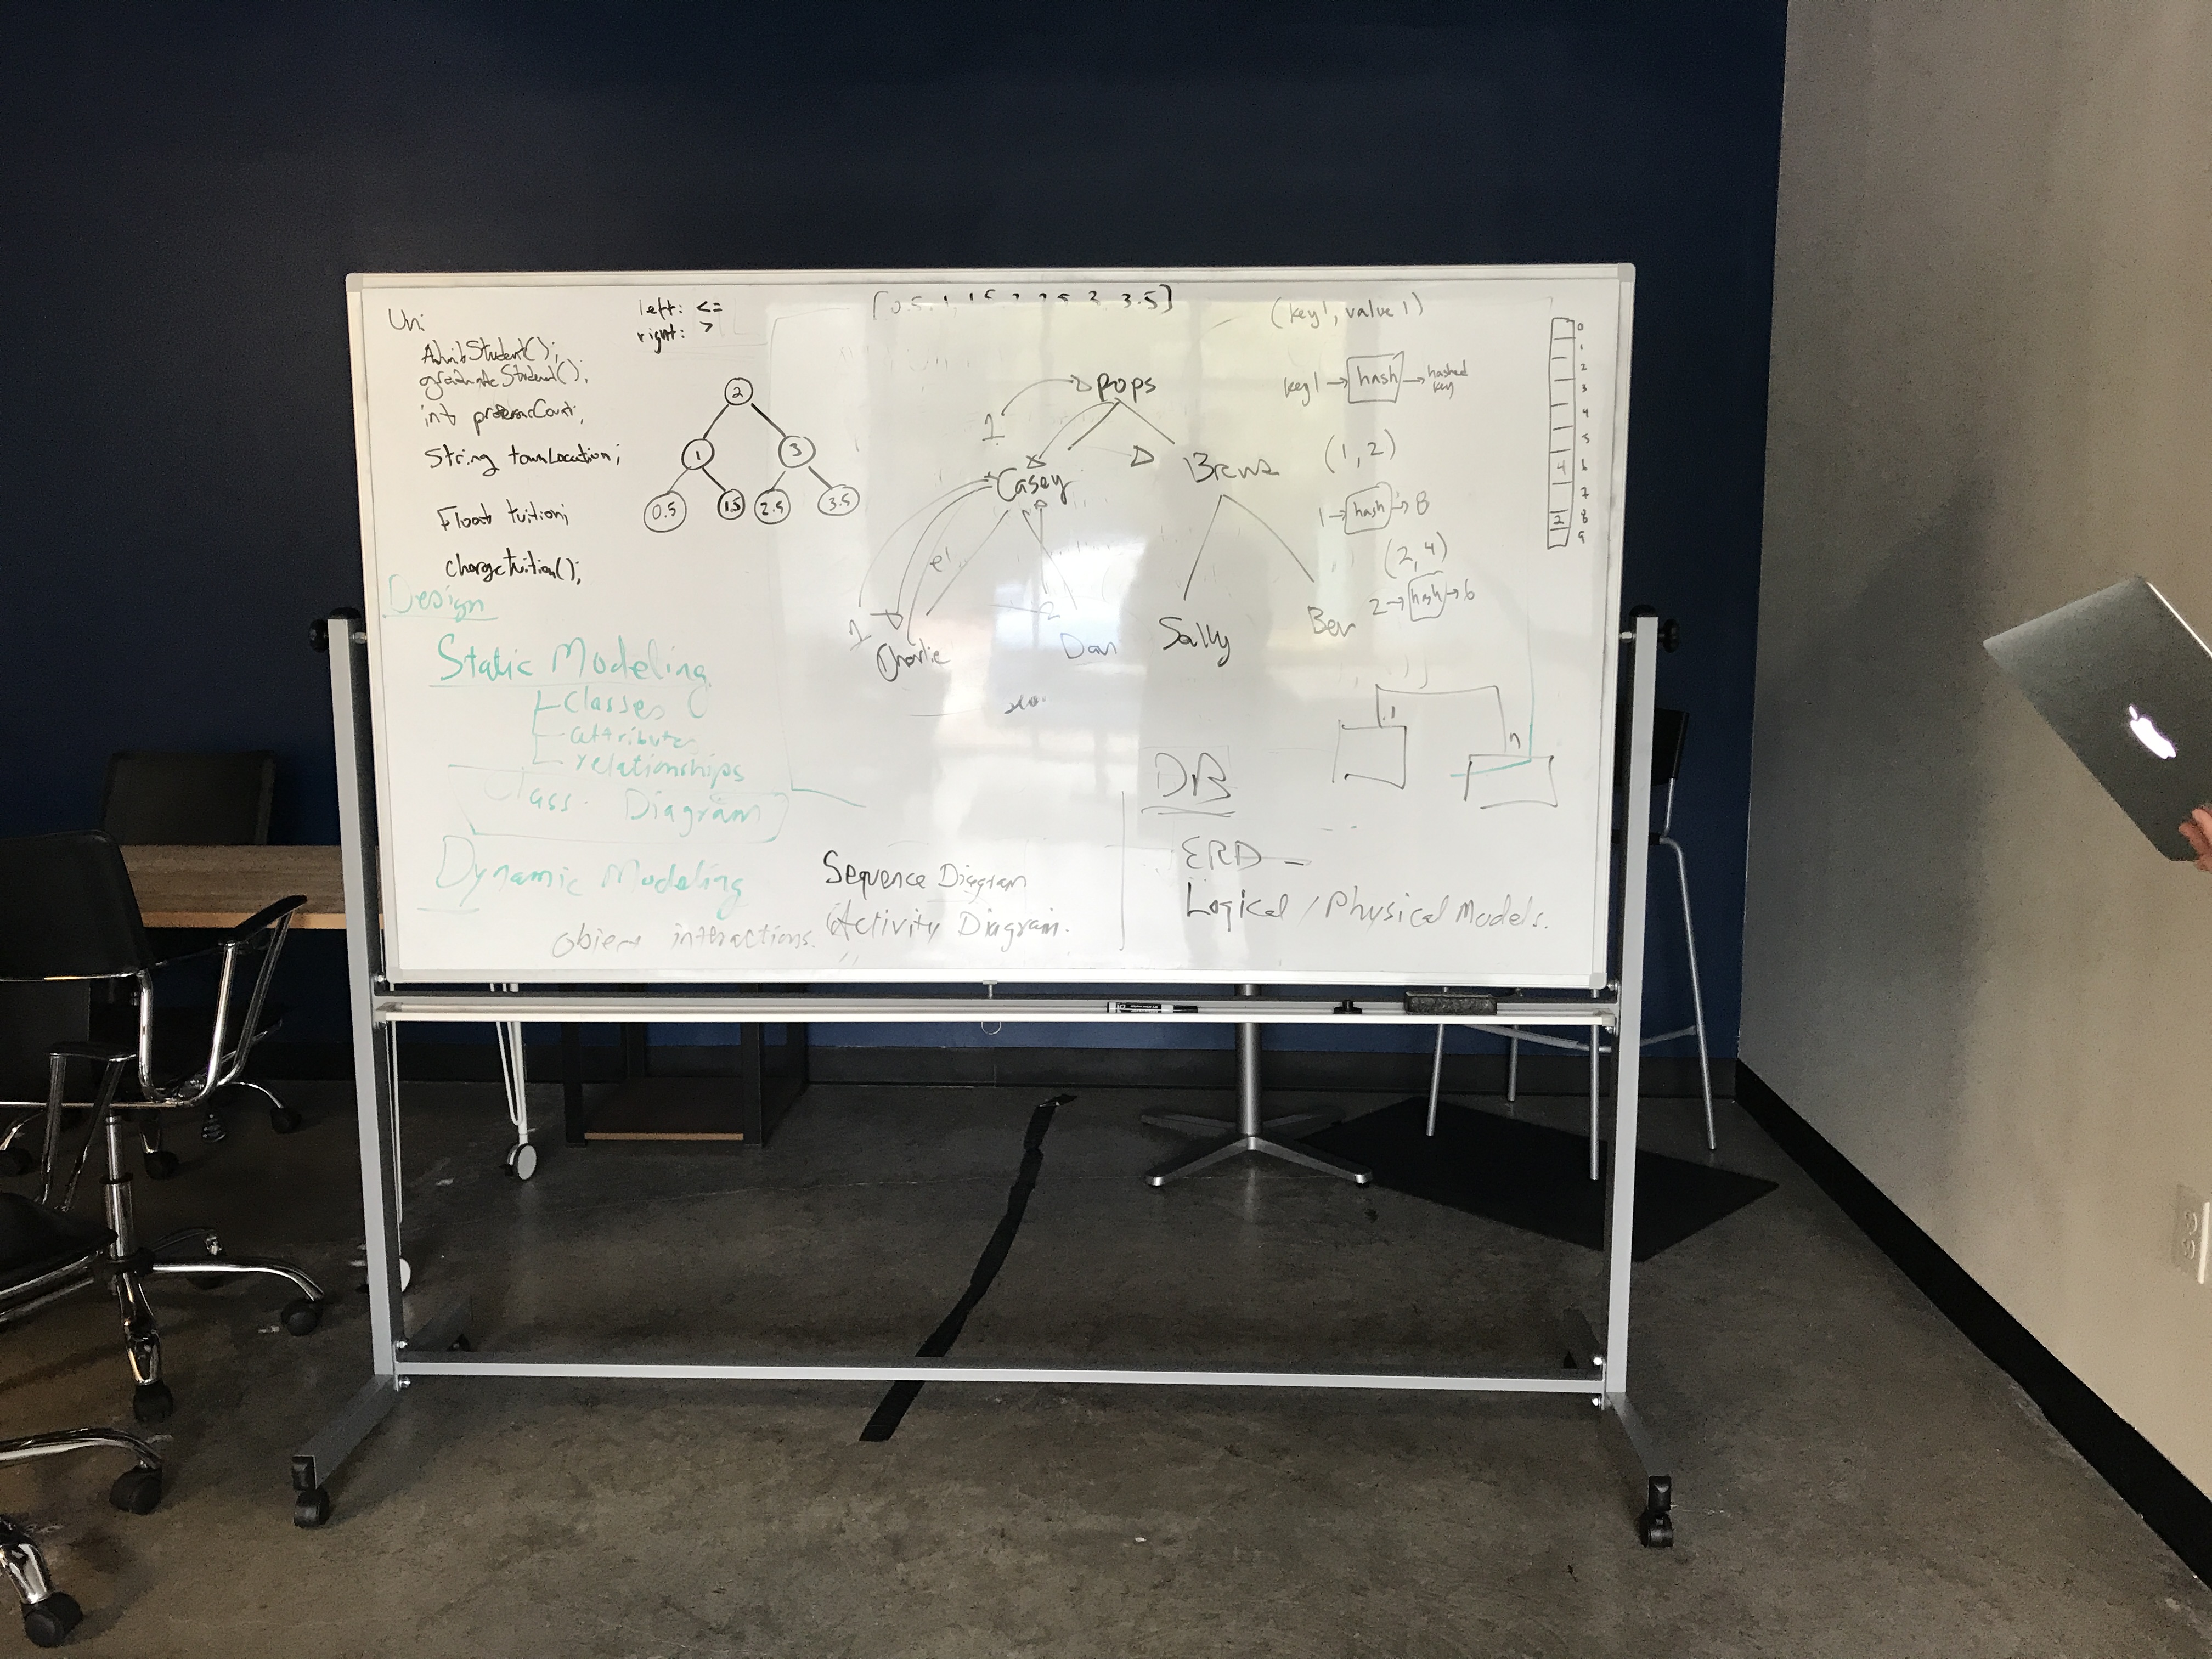 Uni
AdmitStudent();
graduateStudent();
int professorCount;
String townLocation;
Float tuition;
chargetuition();
left: <=
right: >
2
1
3
0.5
1.5
2.5
3.5
[0.5, 1, 1.5 2 2.5 3 3.5]
Pops
1
Casey
e'
1
Charlie
2
Dan
Sally
Ben
(key1, value 1)
key1 → hash → hashed key
(1, 2)
1 → hash → 8
(2, 4)
2 → hash → 6
0
1
2
3
4
5
4 6
7
2 8
9
Design
Static Modeling
classes
attributes
relationships
Class Diagram
Dynamic Modeling
object interactions.
Sequence Diagram
Activity Diagram.
DB
ERD -
Logical / Physical Models.
1
n